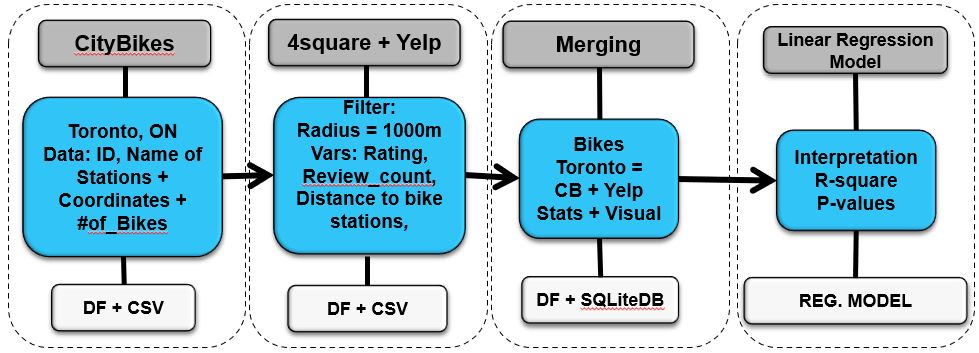 CityBikes
Toronto, ON
Data: ID, Name of
Stations +
Coordinates +
#of_Bikes
DF + CSV
4square + Yelp
Filter:
Radius = 1000m
Vars: Rating,
Review_count,
Distance to bike
stations,
DF + CSV
Merging
Bikes
Toronto =
CB + Yelp
Stats + Visual
DF + SQLiteDB
Linear Regression
Model
Interpretation
R-square
P-values
REG. MODEL